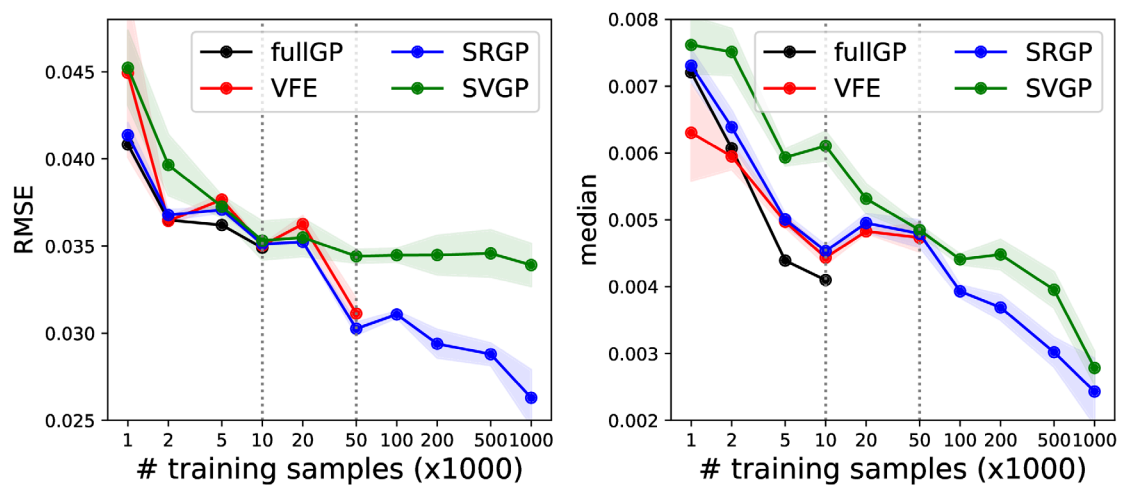 fullGP
SRGP
VFE
SVGP
0.045
0.040
0.035
0.030
0.025
RMSE
1 2 5 10 20 50 100 200 500 1000
# training samples (x1000)
fullGP
SRGP
VFE
SVGP
0.008
0.007
0.006
0.005
0.004
0.003
0.002
median
1 2 5 10 20 50 100 200 500 1000
# training samples (x1000)